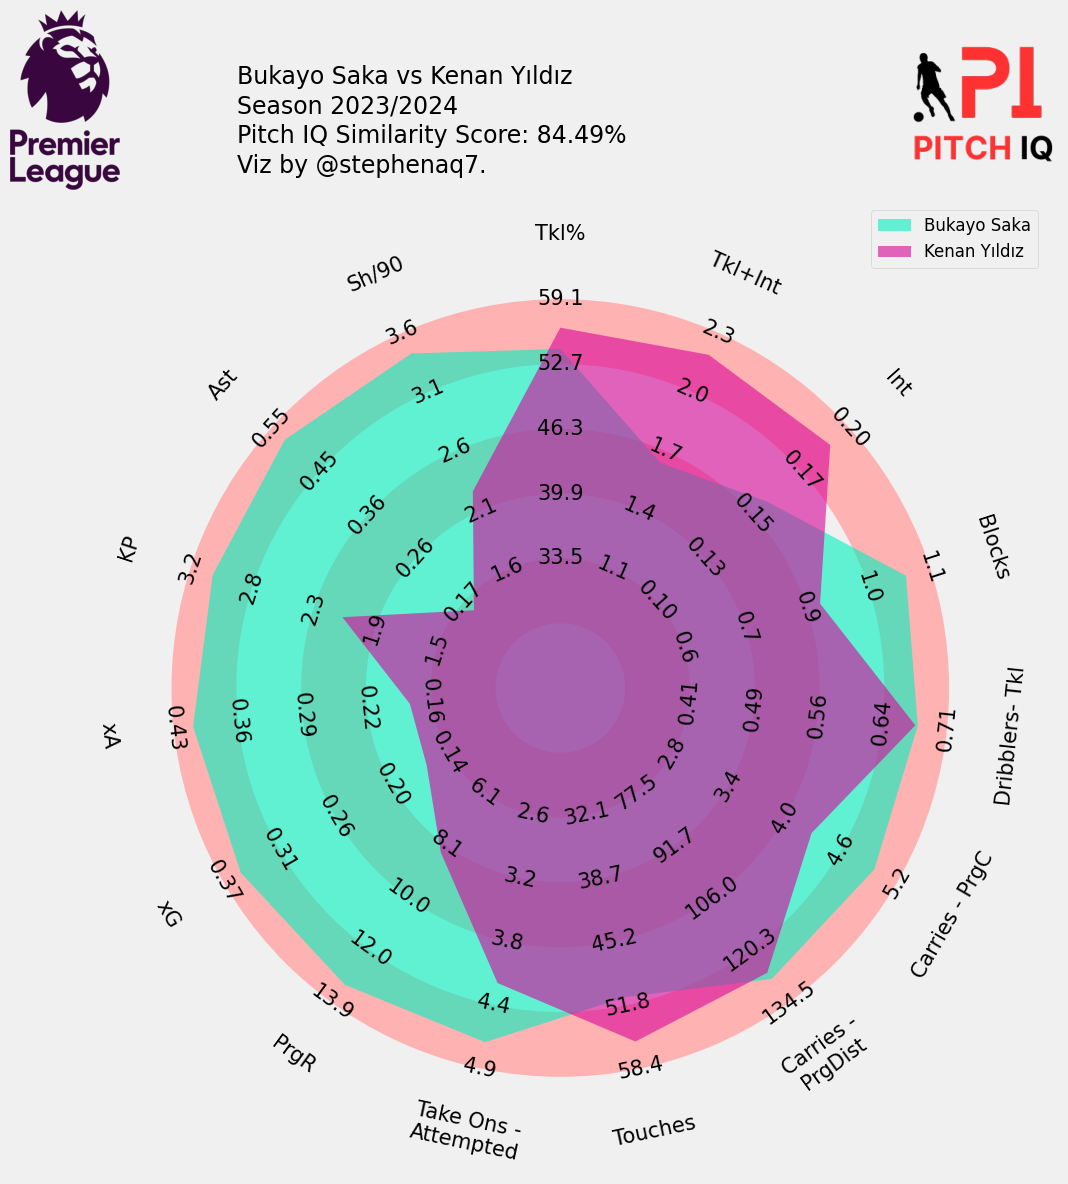 Premier
League
Bukayo Saka vs Kenan Yıldız
Season 2023/2024
Pitch IQ Similarity Score: 84.49%
Viz by @stephenaq7.
PI
PITCH IQ
Bukayo Saka
Kenan Yıldız
Tkl%
33.5
39.9
46.3
52.7
59.1
Tkl+Int
1.1
1.4
1.7
2.0
2.3
Int
0.10
0.13
0.15
0.17
0.20
Blocks
0.6
0.7
0.9
1.0
1.1
Dribblers- Tkl
0.41
0.49
0.56
0.64
0.71
Carries - PrgC
2.8
3.4
4.0
4.6
5.2
Carries -
PrgDist
77.5
91.7
106.0
120.3
134.5
Touches
32.1
38.7
45.2
51.8
58.4
Take Ons -
Attempted
2.6
3.2
3.8
4.4
4.9
PrgR
6.1
8.1
10.0
12.0
13.9
xG
0.14
0.20
0.26
0.31
0.37
xA
0.16
0.22
0.29
0.36
0.43
KP
1.5
1.9
2.3
2.8
3.2
Ast
0.17
0.26
0.36
0.45
0.55
Sh/90
1.6
2.1
2.6
3.1
3.6